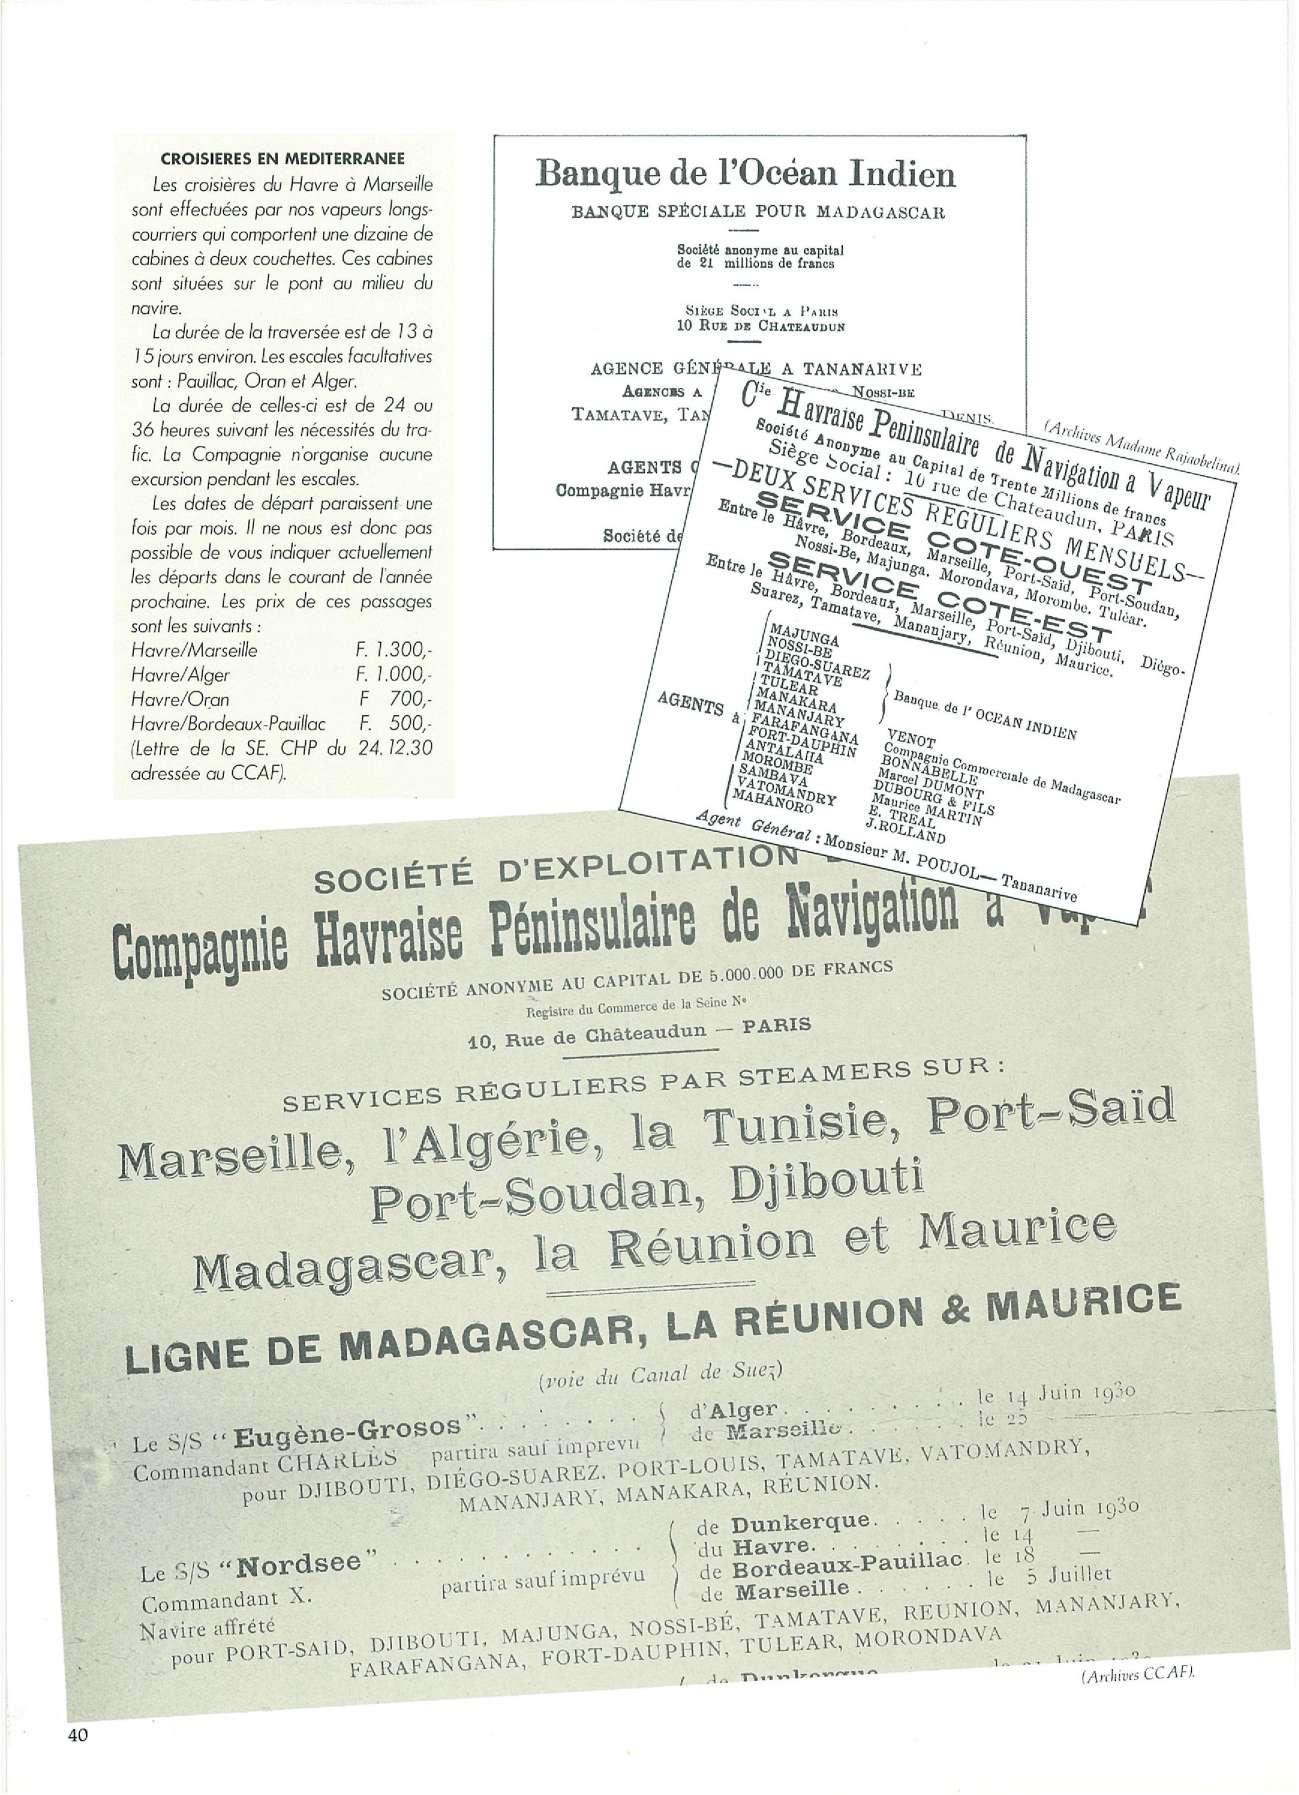 CROISIERES EN MEDITERRANEE
Les croisières du Havre à Marseille
sont effectuées par nos vapeurs longs-
courriers qui comportent une dizaine de
cabines à deux couchettes. Ces cabines
sont situées sur le pont au milieu du
navire.
La durée de la traversée est de 13 à
15 jours environ. Les escales facultatives
sont : Pauillac, Oran et Alger.
La durée de celles-ci est de 24 ou
36 heures suivant les nécessités du tra-
fic. La Compagnie n'organise aucune
excursion pendant les escales.
Les dates de départ paraissent une
fois par mois. Il ne nous est donc pas
possible de vous indiquer actuellement
les départs dans le courant de l'année
prochaine. Les prix de ces passages
sont les suivants :
Havre/Marseille F. 1.300,-
Havre/Alger F. 1.000,-
Havre/Oran F 700,-
Havre/Bordeaux-Pauillac F. 500,-
(Lettre de la SE. CHP du 24.12.30
adressée au CCAF).
Banque de l'Océan Indien
BANQUE SPÉCIALE POUR MADAGASCAR
Société anonyme au capital
de 21 millions de francs
SIÈGE SOCI'L A PARIS
10 RUE DE CHATEAUDUN
AGENCE GÉNÉRALE A TANANARIVE
AGENCES A NOSSI-BE
TAMATAVE, TAN DENIS.
AGENTS
Compagnie Havr
Société de
(Archives Madame Rajaobelina).
Cie Havraise Peninsulaire de Navigation a Vapeur
Société Anonyme au Capital de Trente Millions de francs
Siège Social : 10 rue de Chateaudun. PARIS
—DEUX SERVICES REGULIERS MENSUELS—
SERVICE COTE-OUEST
Entre le Hâvre, Bordeaux, Marseille, Port-Saïd, Port-Soudan,
Nossi-Be, Majunga. Morondava, Morombe. Tuléar.
SERVICE COTE-EST
Entre le Hâvre, Bordeaux, Marseille, Port-Saïd, Djibouti, Diégo-
Suarez, Tamatave, Mananjary, Réunion, Maurice.
AGENTS à
MAJUNGA
NOSSI-BE
DIEGO-SUAREZ
TAMATAVE
TULEAR
MANAKARA
MANANJARY
FARAFANGANA
FORT-DAUPHIN
ANTALAHA
MOROMBE
SAMBAVA
VATOMANDRY
MAHANORO
Banque de l' OCEAN INDIEN
VENOT
Compagnie Commerciale de Madagascar
BONNABELLE
Marcel DUMONT
DUBOURG & FILS
Maurice MARTIN
E. TREAL
J. ROLLAND
Agent Général : Monsieur M. POUJOL— Tananarive
SOCIÉTÉ D'EXPLOITATION
Compagnie Havraise Péninsulaire de Navigation à Vapeur
SOCIÉTÉ ANONYME AU CAPITAL DE 5.000.000 DE FRANCS
Registre du Commerce de la Seine No
10, Rue de Châteaudun — PARIS
SERVICES RÉGULIERS PAR STEAMERS SUR :
Marseille, l'Algérie, la Tunisie, Port-Saïd
Port-Soudan, Djibouti
Madagascar, la Réunion et Maurice
LIGNE DE MADAGASCAR, LA RÉUNION & MAURICE
(voie du Canal de Suez)
Le S/S "Eugène-Grosos" . . . . . . . d'Alger. . . . . . . . . le 14 Juin 1930
Commandant CHARLES partira sauf imprévu de Marseille. . . . . . . le 25 —
pour DJIBOUTI, DIÉGO-SUAREZ. PORT-LOUIS, TAMATAVE, VATOMANDRY,
MANANJARY, MANAKARA, RÉUNION.
Le S/S "Nordsee" . . . . . . . . . . . de Dunkerque. . . . . le 7 Juin 1930
Commandant X. partira sauf imprévu du Havre. . . . . . . . le 14 —
Navire affrété de Bordeaux-Pauillac. le 18 —
de Marseille. . . . . . le 5 Juillet
pour PORT-SAID, DJIBOUTI, MAJUNGA, NOSSI-BÉ, TAMATAVE, REUNION, MANANJARY,
FARAFANGANA, FORT-DAUPHIN, TULEAR, MORONDAVA
de Dunkerque
(Archives CCAF).
40